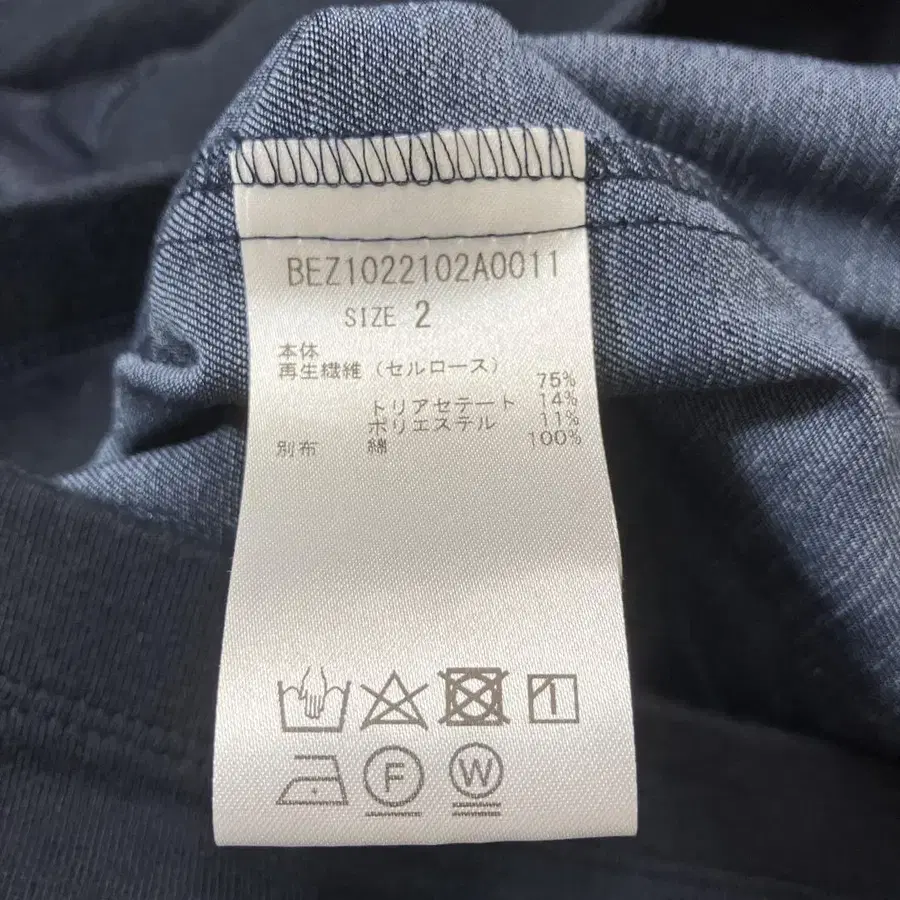 BEZ1022102A0011
SIZE 2
本体
再生繊維（セルロース） 75%
トリアセテート 14%
ポリエステル 11%
別布 綿 100%
F
W